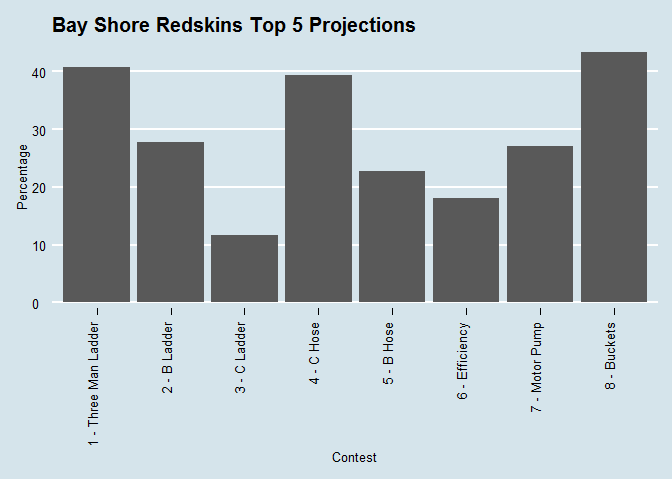 Bay Shore Redskins Top 5 Projections
Percentage
40
30
20
10
0
1 - Three Man Ladder
2 - B Ladder
3 - C Ladder
4 - C Hose
5 - B Hose
6 - Efficiency
7 - Motor Pump
8 - Buckets
Contest